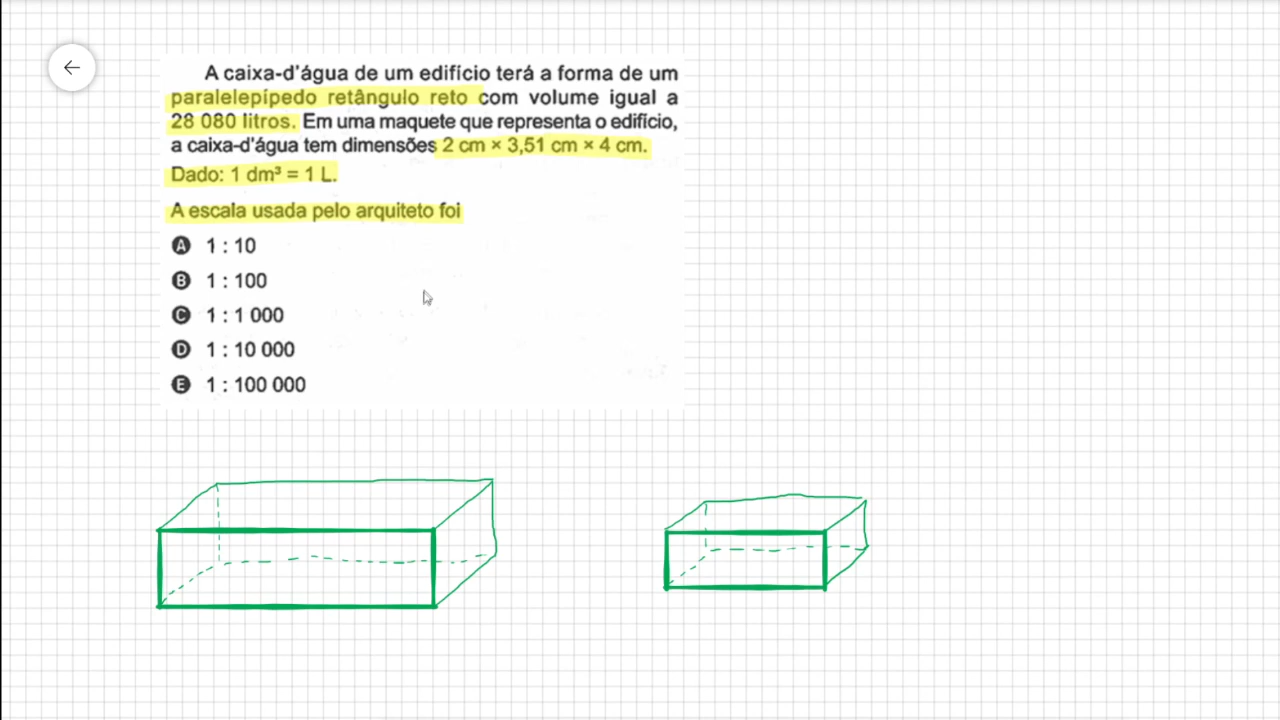 A caixa-d'água de um edifício terá a forma de um
paralelepípedo retângulo reto com volume igual a
28 080 litros. Em uma maquete que representa o edifício,
a caixa-d'água tem dimensões 2 cm × 3,51 cm × 4 cm.
Dado: 1 dm³ = 1 L.
A escala usada pelo arquiteto foi
A 1 : 10
B 1 : 100
C 1 : 1 000
D 1 : 10 000
E 1 : 100 000